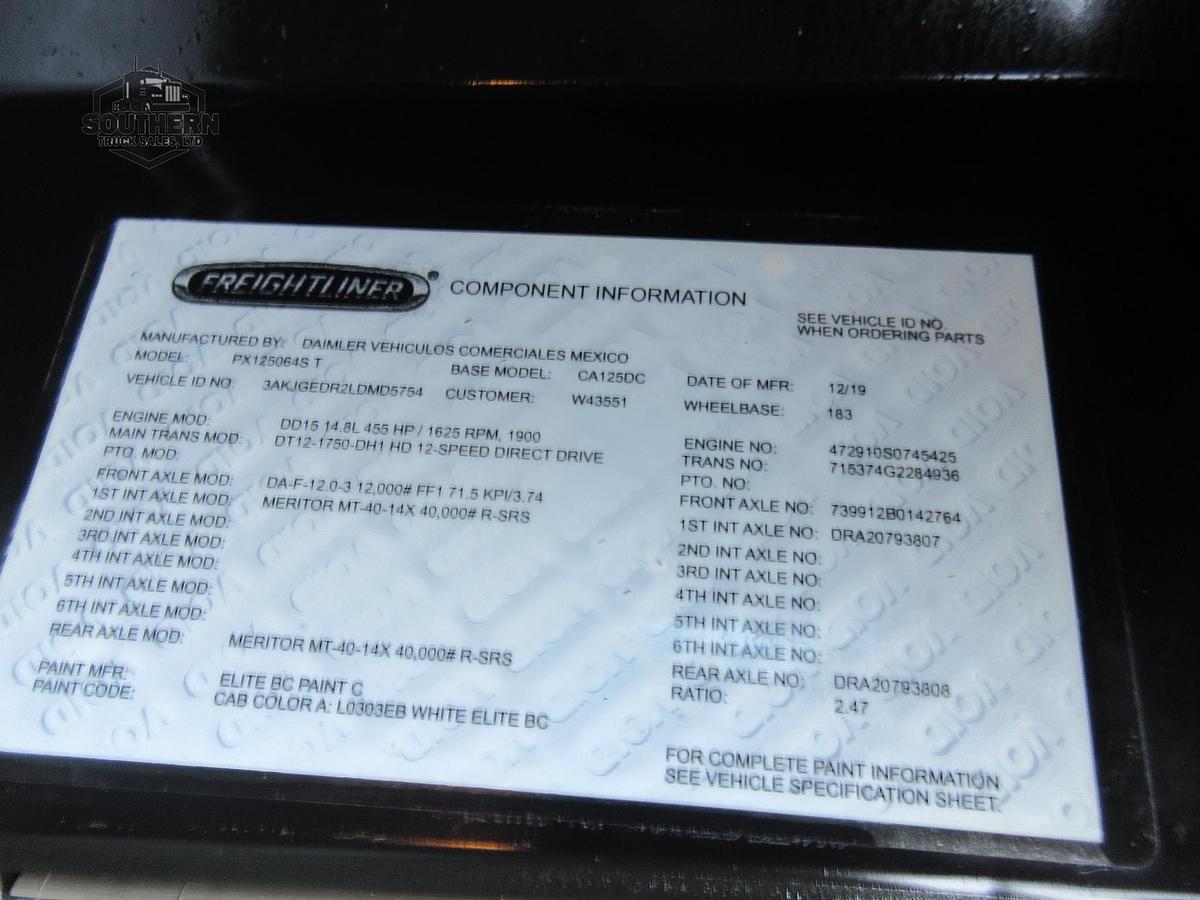 SOUTHERN
TRUCK SALES, LTD
FREIGHTLINER® COMPONENT INFORMATION
SEE VEHICLE ID NO.
WHEN ORDERING PARTS
MANUFACTURED BY: DAIMLER VEHICULOS COMERCIALES MEXICO
MODEL: PX125064S T BASE MODEL: CA125DC DATE OF MFR: 12/19
VEHICLE ID NO: 3AKJGEDR2LDMD5754 CUSTOMER: W43551 WHEELBASE: 183
ENGINE MOD: DD15 14.8L 455 HP / 1625 RPM, 1900 ENGINE NO: 472910S0745425
MAIN TRANS MOD: DT12-1750-DH1 HD 12-SPEED DIRECT DRIVE TRANS NO: 715374G2284936
PTO. MOD: PTO. NO:
FRONT AXLE MOD: DA-F-12.0-3 12,000# FF1 71.5 KPI/3.74 FRONT AXLE NO: 739912B0142764
1ST INT AXLE MOD: MERITOR MT-40-14X 40,000# R-SRS 1ST INT AXLE NO: DRA20793807
2ND INT AXLE MOD: 2ND INT AXLE NO:
3RD INT AXLE MOD: 3RD INT AXLE NO:
4TH INT AXLE MOD: 4TH INT AXLE NO:
5TH INT AXLE MOD: 5TH INT AXLE NO:
6TH INT AXLE MOD: 6TH INT AXLE NO:
REAR AXLE MOD: MERITOR MT-40-14X 40,000# R-SRS REAR AXLE NO: DRA20793808
RATIO: 2.47
PAINT MFR: ELITE BC PAINT C
PAINT CODE: CAB COLOR A: L0303EB WHITE ELITE BC
FOR COMPLETE PAINT INFORMATION
SEE VEHICLE SPECIFICATION SHEET.